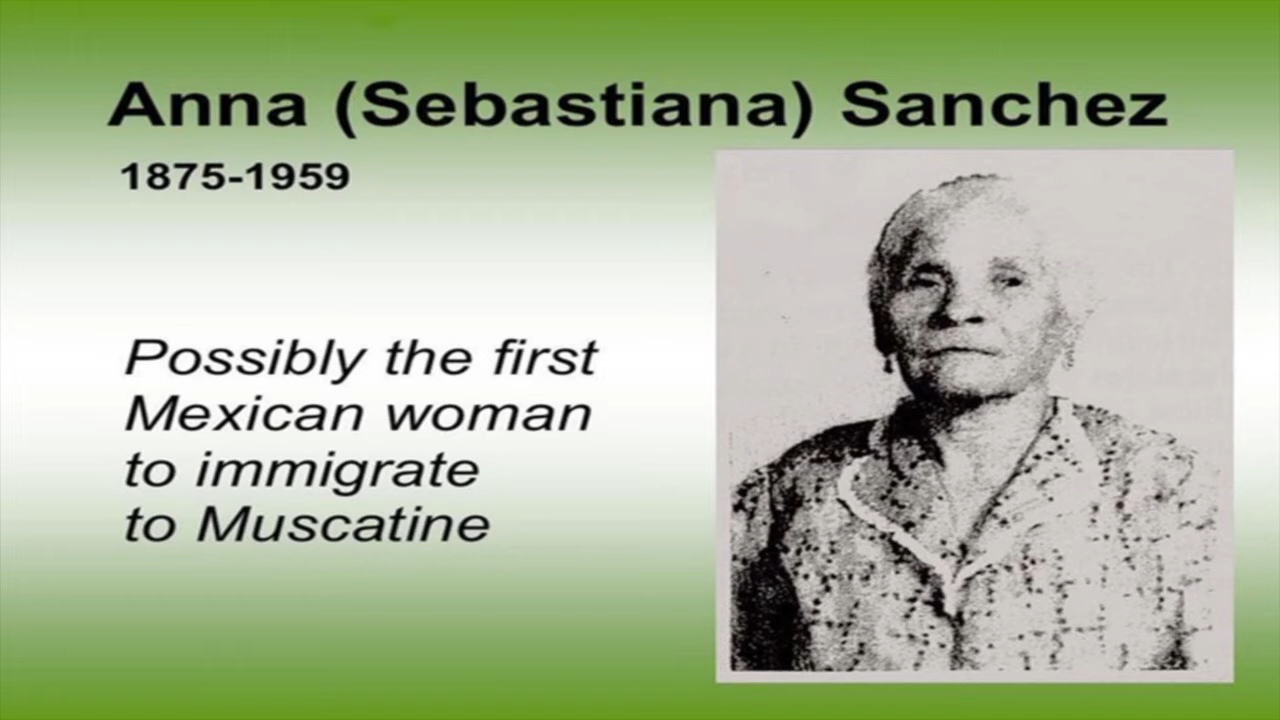 Anna (Sebastiana) Sanchez
1875-1959
Possibly the first
Mexican woman
to immigrate
to Muscatine